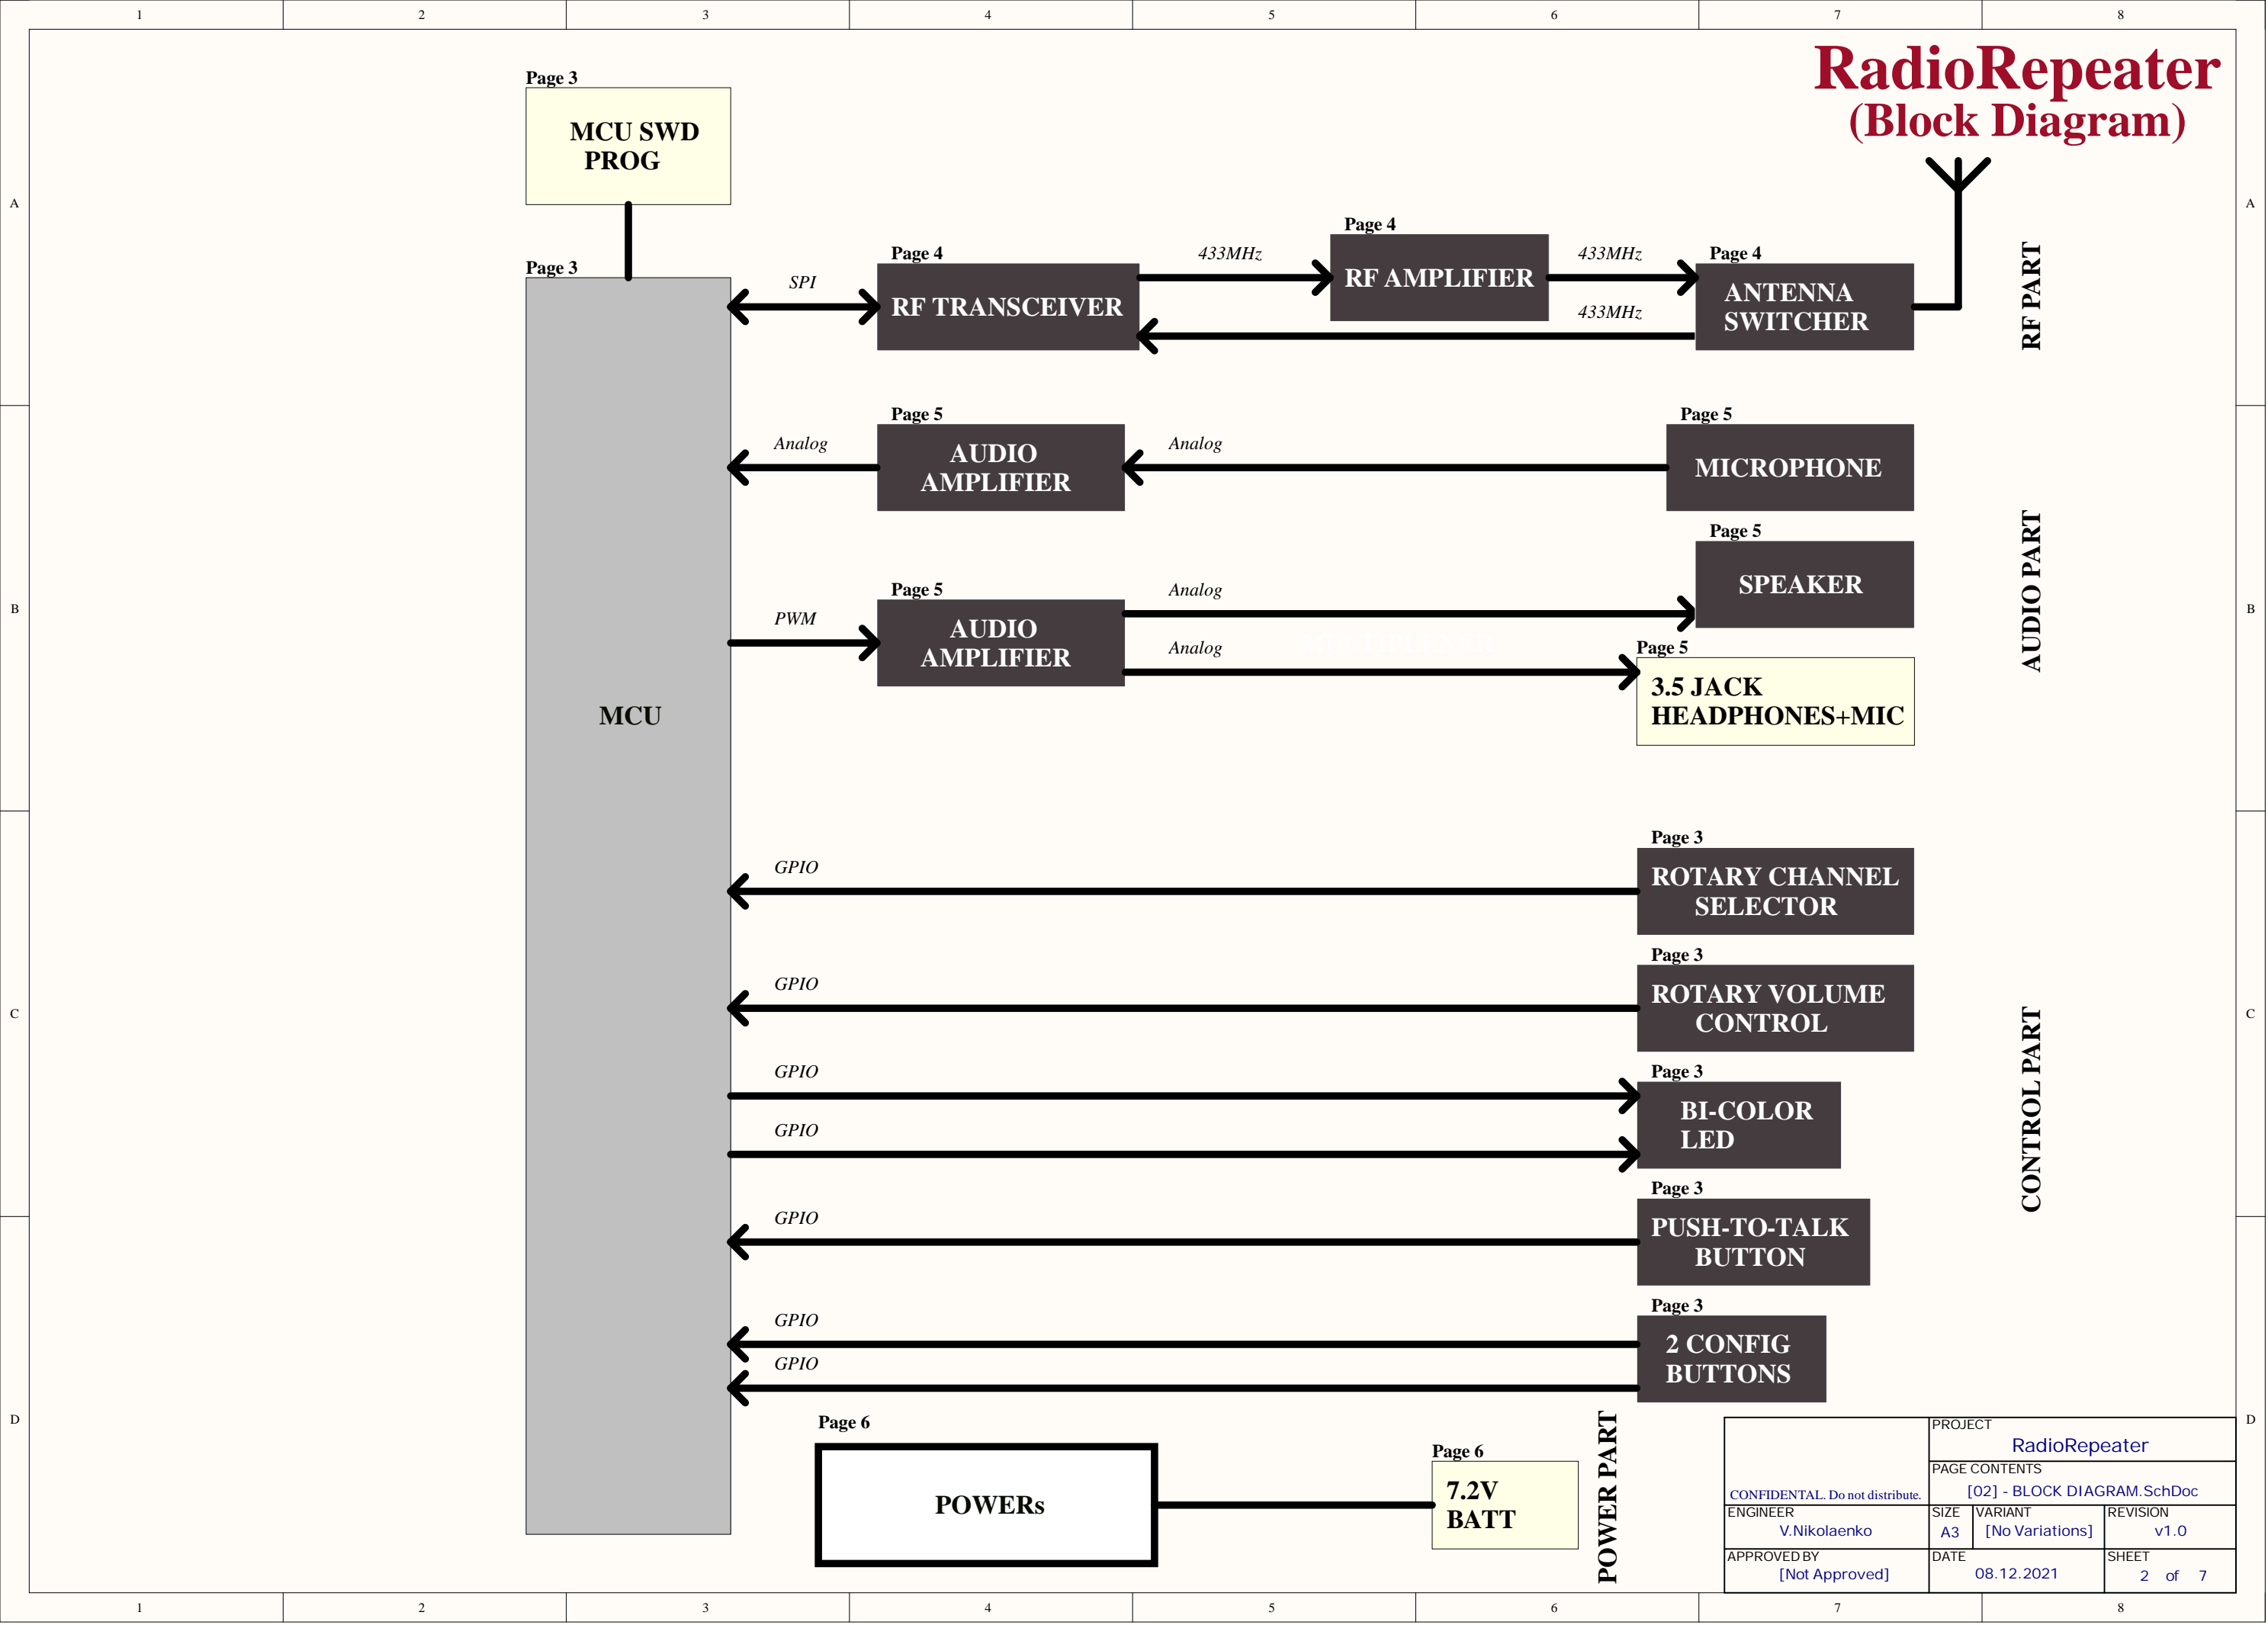 1 2 3 4 5 6 7 8
RadioRepeater
(Block Diagram)
Page 3
MCU SWD
PROG
A
A
Page 3
MCU
SPI
Page 4
RF TRANSCEIVER
433MHz
Page 4
RF AMPLIFIER
433MHz
433MHz
Page 4
ANTENNA
SWITCHER
RF PART
Analog
Page 5
AUDIO
AMPLIFIER
Analog
Page 5
MICROPHONE
Page 5
SPEAKER
AUDIO PART
B
B
PWM
Page 5
AUDIO
AMPLIFIER
Analog
Analog
MULTIPLEXER
Page 5
3.5 JACK
HEADPHONES+MIC
GPIO
Page 3
ROTARY CHANNEL
SELECTOR
GPIO
Page 3
ROTARY VOLUME
CONTROL
C
C
CONTROL PART
GPIO
GPIO
Page 3
BI-COLOR
LED
GPIO
Page 3
PUSH-TO-TALK
BUTTON
GPIO
GPIO
Page 3
2 CONFIG
BUTTONS
D
D
Page 6
POWERs
Page 6
7.2V
BATT
POWER PART
CONFIDENTAL. Do not distribute.
PROJECT
RadioRepeater
PAGE CONTENTS
[02] - BLOCK DIAGRAM.SchDoc
ENGINEER
V.Nikolaenko
SIZE
A3
VARIANT
[No Variations]
REVISION
v1.0
APPROVED BY
[Not Approved]
DATE
08.12.2021
SHEET
2 of 7
1 2 3 4 5 6 7 8